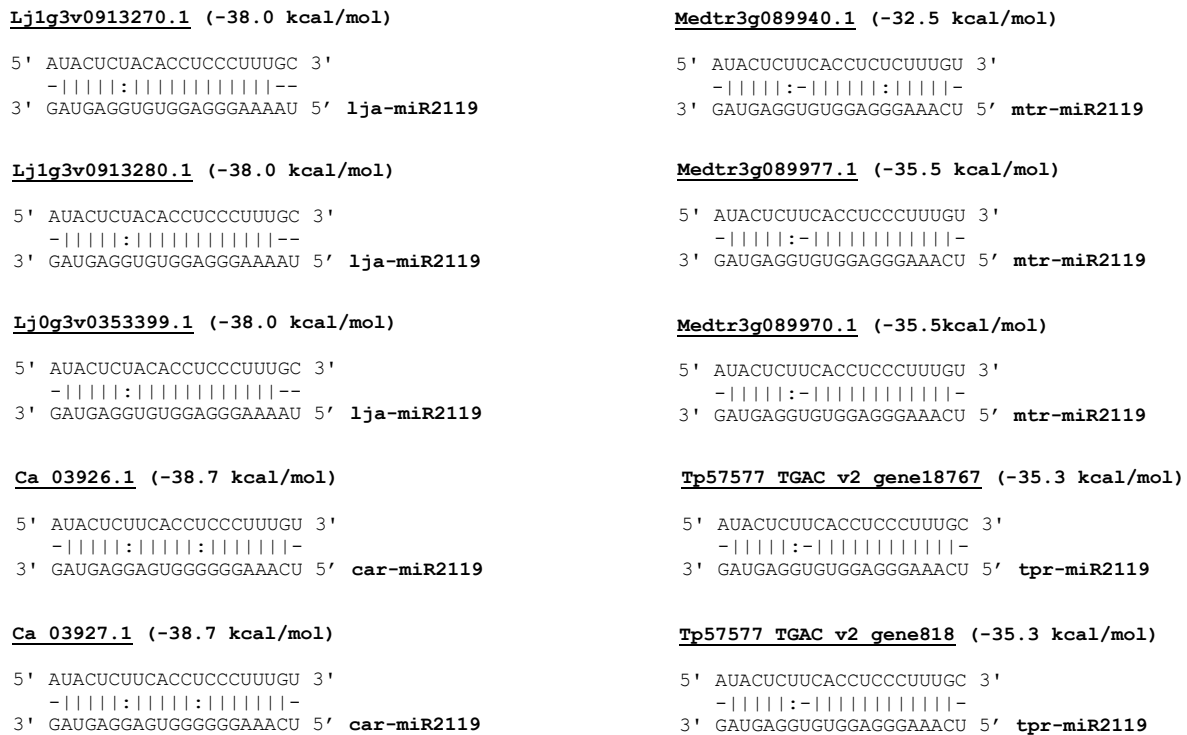 Lj1g3v0913270.1 (-38.0 kcal/mol)
5' AUACUCUACACCUCCCUUUGC 3'
-|||||:||||||||||||--
3' GAUGAGGUGUGGAGGGAAAAU 5’ lja-miR2119
Lj1g3v0913280.1 (-38.0 kcal/mol)
5' AUACUCUACACCUCCCUUUGC 3'
-|||||:||||||||||||--
3' GAUGAGGUGUGGAGGGAAAAU 5’ lja-miR2119
Lj0g3v0353399.1 (-38.0 kcal/mol)
5' AUACUCUACACCUCCCUUUGC 3'
-|||||:||||||||||||--
3' GAUGAGGUGUGGAGGGAAAAU 5’ lja-miR2119
Ca_03926.1 (-38.7 kcal/mol)
5' AUACUCUUCACCUCCCUUUGU 3'
-|||||:|||||:|||||||-
3' GAUGAGGAGUGGGGGGAAACU 5’ car-miR2119
Ca_03927.1 (-38.7 kcal/mol)
5' AUACUCUUCACCUCCCUUUGU 3'
-|||||:|||||:|||||||-
3' GAUGAGGAGUGGGGGGAAACU 5’ car-miR2119
Medtr3g089940.1 (-32.5 kcal/mol)
5' AUACUCUUCACCUCUCUUUGU 3'
-|||||:-||||||:|||||-
3' GAUGAGGUGUGGAGGGAAACU 5’ mtr-miR2119
Medtr3g089977.1 (-35.5 kcal/mol)
5' AUACUCUUCACCUCCCUUUGU 3'
-|||||:-||||||||||||-
3' GAUGAGGUGUGGAGGGAAACU 5’ mtr-miR2119
Medtr3g089970.1 (-35.5kcal/mol)
5' AUACUCUUCACCUCCCUUUGU 3'
-|||||:-||||||||||||-
3' GAUGAGGUGUGGAGGGAAACU 5’ mtr-miR2119
Tp57577_TGAC_v2_gene18767 (-35.3 kcal/mol)
5' AUACUCUUCACCUCCCUUUGC 3'
-|||||:-||||||||||||-
3' GAUGAGGUGUGGAGGGAAACU 5’ tpr-miR2119
Tp57577_TGAC_v2_gene818 (-35.3 kcal/mol)
5' AUACUCUUCACCUCCCUUUGC 3'
-|||||:-||||||||||||-
3' GAUGAGGUGUGGAGGGAAACU 5’ tpr-miR2119